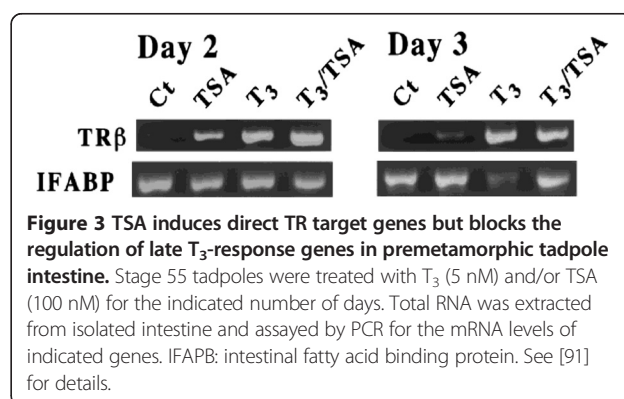 Day 2 Day 3
Ct TSA T₃ T₃/TSA Ct TSA T₃ T₃/TSA
TRβ
IFABP
Figure 3 TSA induces direct TR target genes but blocks the
regulation of late T₃-response genes in premetamorphic tadpole
intestine. Stage 55 tadpoles were treated with T₃ (5 nM) and/or TSA
(100 nM) for the indicated number of days. Total RNA was extracted
from isolated intestine and assayed by PCR for the mRNA levels of
indicated genes. IFAPB: intestinal fatty acid binding protein. See [91]
for details.